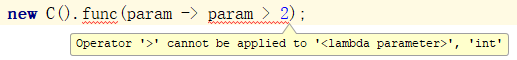 new C().func(param -> param > 2);
Operator '>' cannot be applied to '<lambda parameter>', 'int'